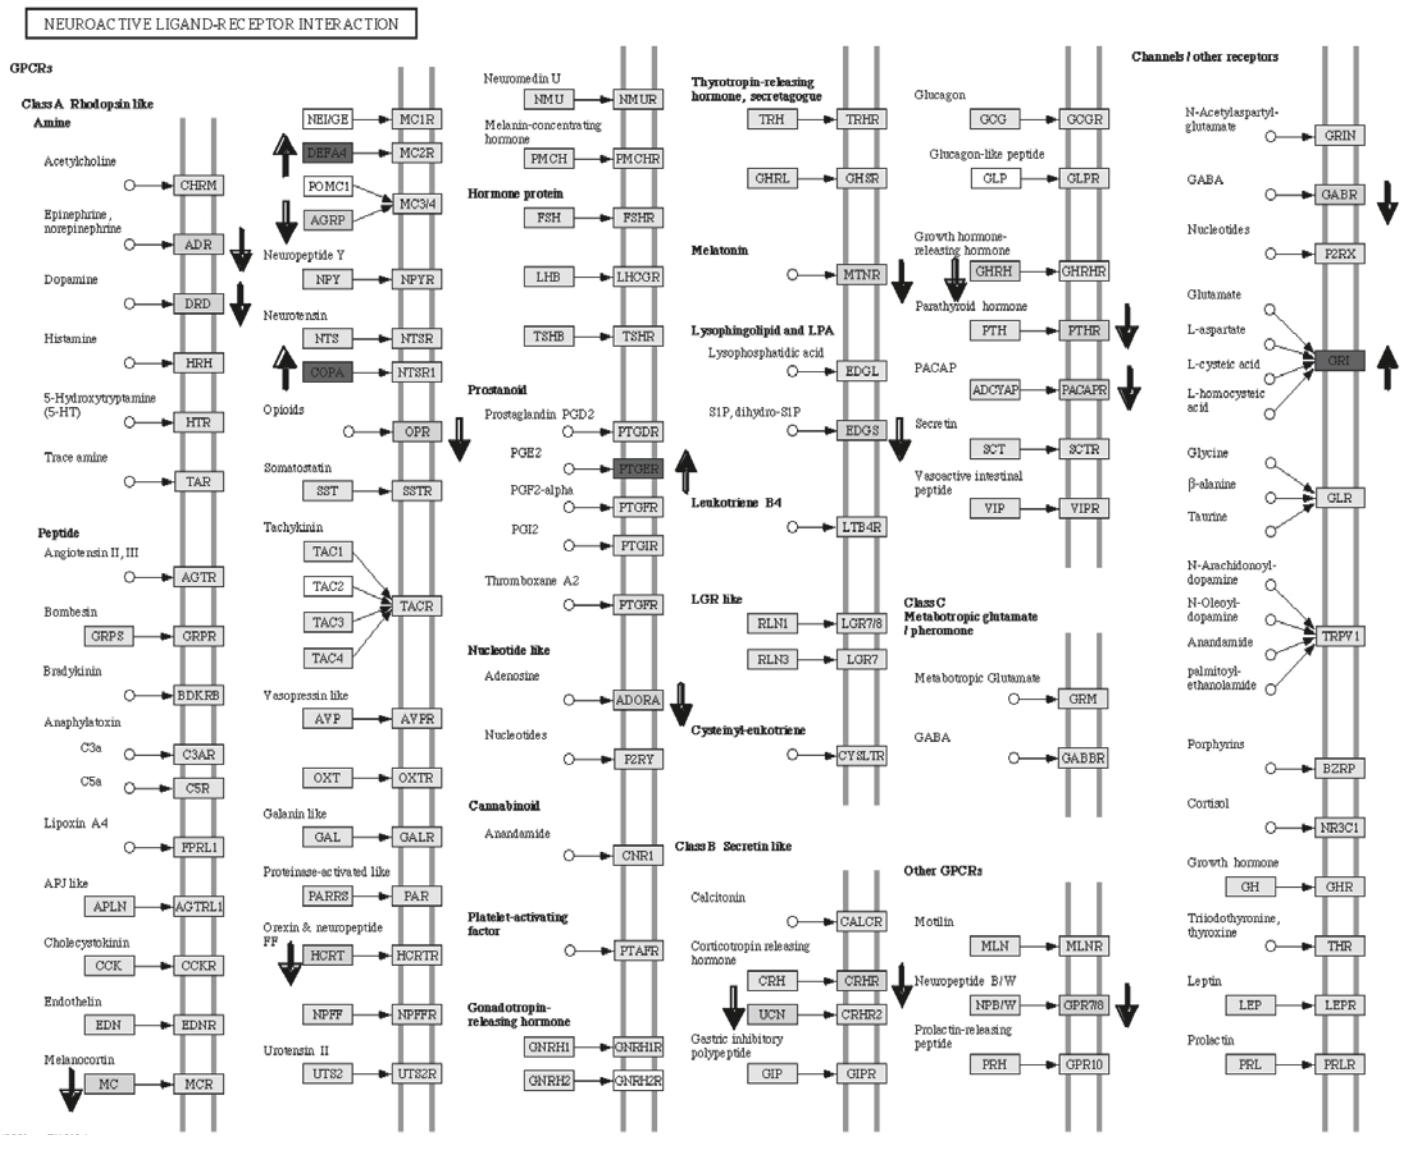 NEUROACTIVE LIGAND-RECEPTOR INTERACTION
GPCRs
Class A Rhodopsin like
Amine
Acetylcholine
CHRM
Epinephrine,
norepinephrine
ADR
Dopamine
DRD
Histamine
HRH
5-Hydroxytryptamine
(5-HT)
HTR
Trace amine
TAR
Peptide
Angiotensin II, III
AGTR
Bombesin
GRPS
GRPR
Bradykinin
BDKRB
Anaphylatoxin
C3a
C3AR
C5a
C5R
Lipoxin A4
FPRL1
APJ like
APLN
AGTRL1
Cholecystokinin
CCK
CCKR
Endothelin
EDN
EDNR
Melanocortin
MC
MCR
NEI/GE
MC1R
DEFA4
MC2R
POMC1
MC3/4
AGRP
Neuropeptide Y
NPY
NPYR
Neurotensin
NTS
NTSR
COPA
NTSR1
Opioids
OPR
Somatostatin
SST
SSTR
Tachykinin
TAC1
TAC2
TACR
TAC3
TAC4
Vasopressin like
AVP
AVPR
OXT
OXTR
Galanin like
GAL
GALR
Proteinase-activated like
PARRS
PAR
Orexin & neuropeptide
FF
HCRT
HCRTR
NPFF
NPFFR
Urotensin II
UTS2
UTS2R
Neuromedin U
NMU
NMUR
Melanin-concentrating
hormone
PMCH
PMCHR
Hormone protein
FSH
FSHR
LHB
LHCGR
TSHB
TSHR
Prostanoid
Prostaglandin PGD2
PTGDR
PGE2
PTGER
PGF2-alpha
PTGFR
PGI2
PTGIR
Thromboxane A2
PTGFR
Nucleotide like
Adenosine
ADORA
Nucleotides
P2RY
Cannabinoid
Anandamide
CNR1
Platelet-activating
factor
PTAFR
Gonadotropin-
releasing hormone
GNRH1
GNRH1R
GNRH2
GNRH2R
Thyrotropin-releasing
hormone, secretagogue
TRH
TRHR
GHRL
GHSR
Melatonin
MTNR
Lysophingolipid and LPA
Lysophosphatidic acid
EDGL
S1P, dihydro-S1P
EDGS
Leukotriene B4
LTB4R
LGR like
RLN1
LGR7/8
RLN3
LGR7
Cysteinyl-eukotriene
CYSLTR
Class B Secretin like
Calcitonin
CALCR
Corticotropin releasing
hormone
CRH
CRHR
UCN
CRHR2
Gastric inhibitory
polypeptide
GIP
GIPR
Glucagon
GCG
GCGR
Glucagon-like peptide
GLP
GLPR
Growth hormone-
releasing hormone
GHRH
GHRHR
Parathyroid hormone
PTH
PTHR
PACAP
ADCYAP
PACAPR
Secretin
SCT
SCTR
Vasoactive intestinal
peptide
VIP
VIPR
Class C
Metabotropic glutamate
/ pheromone
Metabotropic Glutamate
GRM
GABA
GABBR
Other GPCRs
Motilin
MLN
MLNR
Neuropeptide B/W
NPB/W
GPR7/8
Prolactin-releasing
peptide
PRH
GPR10
Channels / other receptors
N-Acetylaspartyl-
glutamate
GRIN
GABA
GABR
Nucleotides
P2RX
Glutamate
L-aspartate
L-cysteic acid
GRI
L-homocysteic
acid
Glycine
β-alanine
GLR
Taurine
N-Arachidonoyl-
dopamine
N-Oleoyl-
dopamine
TRPV1
Anandamide
palmitoyl-
ethanolamide
Porphyrins
BZRP
Cortisol
NR3C1
Growth hormone
GH
GHR
Triiodothyronine,
thyroxine
THR
Leptin
LEP
LEPR
Prolactin
PRL
PRLR